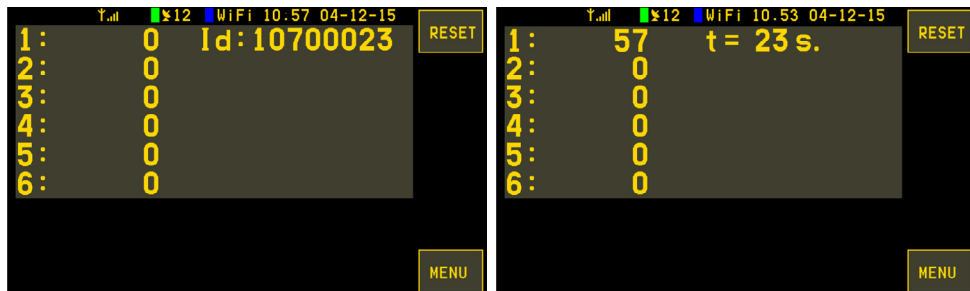 12 WiFi 10:57 04-12-15
1: 0 Id:10700023
RESET
2: 0
3: 0
4: 0
5: 0
6: 0
MENU
12 WiFi 10.53 04-12-15
1: 57 t= 23 s.
RESET
2: 0
3: 0
4: 0
5: 0
6: 0
MENU